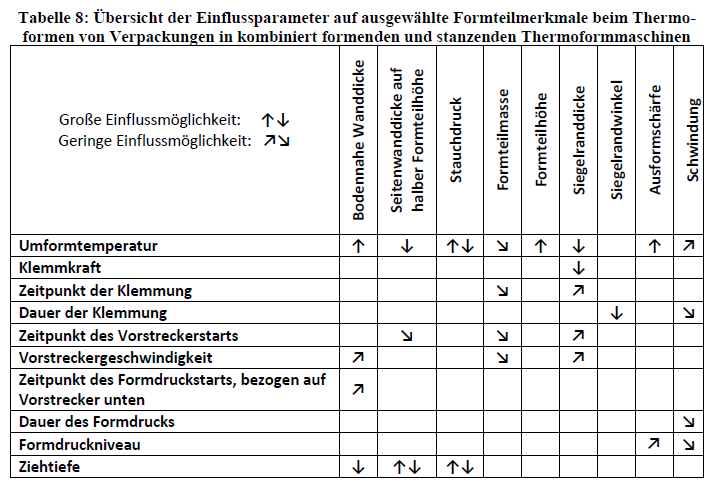 Tabelle 8: Übersicht der Einflussparameter auf ausgewählte Formteilmerkmale beim Thermo-
formen von Verpackungen in kombiniert formenden und stanzenden Thermoformmaschinen
Große Einflussmöglichkeit: ↑↓
Geringe Einflussmöglichkeit: ↗↘
Bodennahe Wanddicke
Seitenwanddicke auf
halber Formteilhöhe
Stauchdruck
Formteilmasse
Formteilhöhe
Siegelranddicke
Siegelrandwinkel
Ausformschärfe
Schwindung
Umformtemperatur ↑ ↓ ↑↓ ↘ ↑ ↓ ↑ ↗
Klemmkraft ↓
Zeitpunkt der Klemmung ↘ ↗
Dauer der Klemmung ↓ ↘
Zeitpunkt des Vorstreckerstarts ↘ ↘ ↗
Vorstreckergeschwindigkeit ↗ ↘ ↗
Zeitpunkt des Formdruckstarts, bezogen auf
Vorstrecker unten ↗
Dauer des Formdrucks ↘
Formdruckniveau ↗ ↘
Ziehtiefe ↓ ↑↓ ↑↓